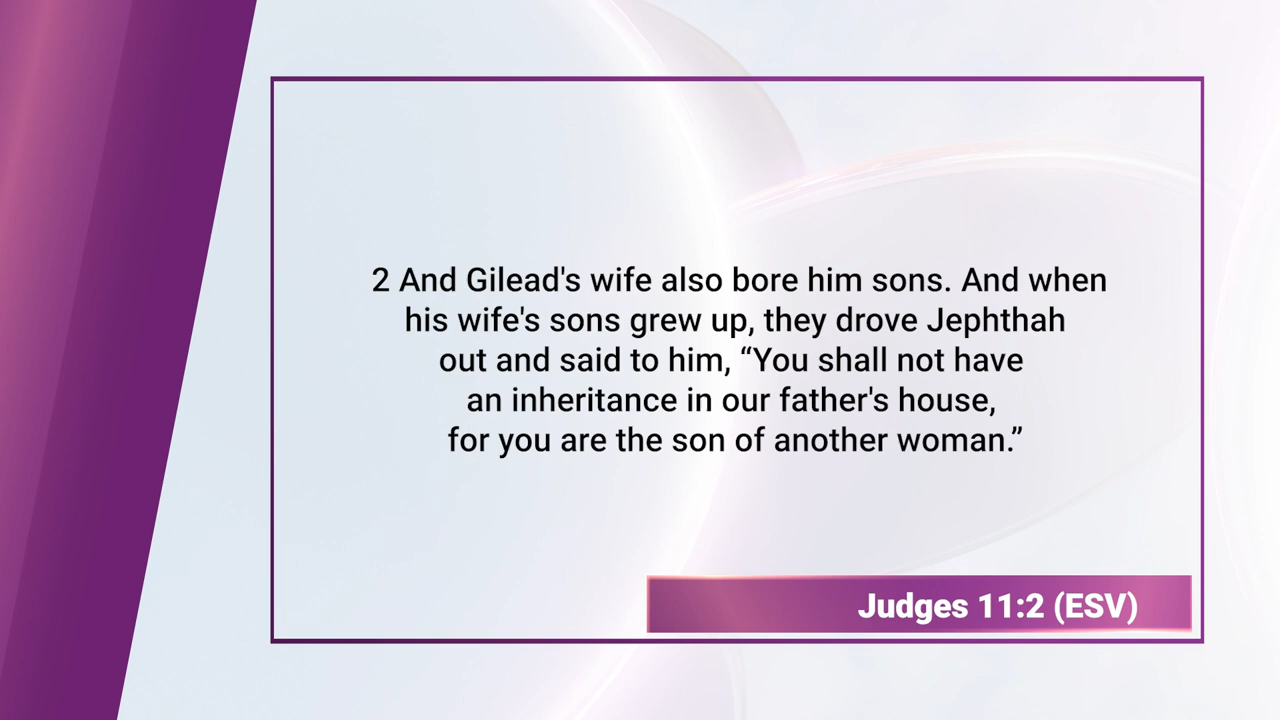 2 And Gilead's wife also bore him sons. And when
his wife's sons grew up, they drove Jephthah
out and said to him, “You shall not have
an inheritance in our father's house,
for you are the son of another woman.”
Judges 11:2 (ESV)